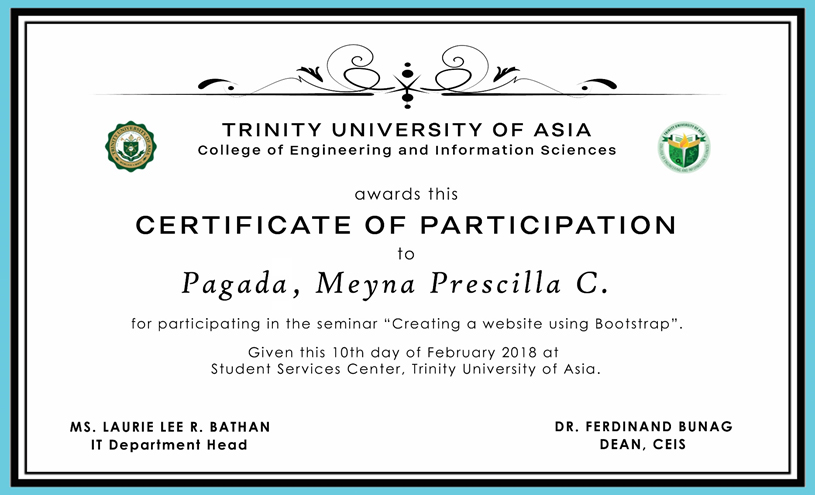 TRINITY UNIVERSITY OF ASIA
College of Engineering and Information Sciences
awards this
CERTIFICATE OF PARTICIPATION
to
Pagada, Meyna Prescilla C.
for participating in the seminar “Creating a website using Bootstrap”.
Given this 10th day of February 2018 at
Student Services Center, Trinity University of Asia.
MS. LAURIE LEE R. BATHAN
IT Department Head
DR. FERDINAND BUNAG
DEAN, CEIS